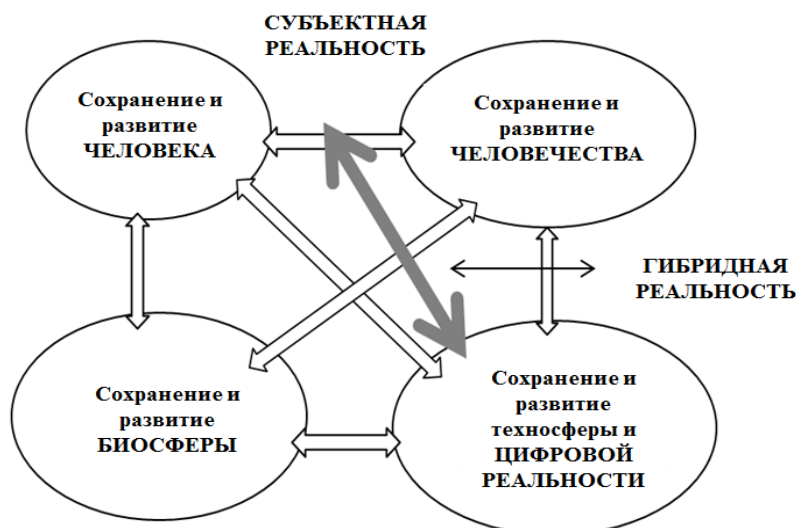 СУБЪЕКТНАЯ
РЕАЛЬНОСТЬ
Сохранение и
развитие
ЧЕЛОВЕКА
Сохранение и
развитие
ЧЕЛОВЕЧЕСТВА
ГИБРИДНАЯ
РЕАЛЬНОСТЬ
Сохранение и
развитие
БИОСФЕРЫ
Сохранение и
развитие
техносферы и
ЦИФРОВОЙ
РЕАЛЬНОСТИ